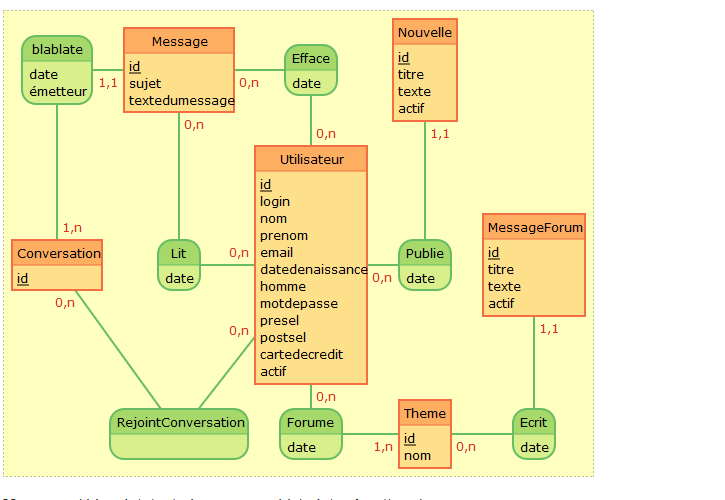 blablate
date
émetteur
1,1
Message
id
sujet
textedumessage
0,n
0,n
Efface
date
0,n
Nouvelle
id
titre
texte
actif
1,1
Utilisateur
id
login
nom
prenom
email
datedenaissance
homme
motdepasse
presel
postsel
cartedecredit
actif
1,n
Conversation
id
0,n
Lit
date
0,n
0,n
Publie
date
0,n
MessageForum
id
titre
texte
actif
1,1
0,n
RejointConversation
Forume
date
1,n
Theme
id
nom
0,n
Ecrit
date